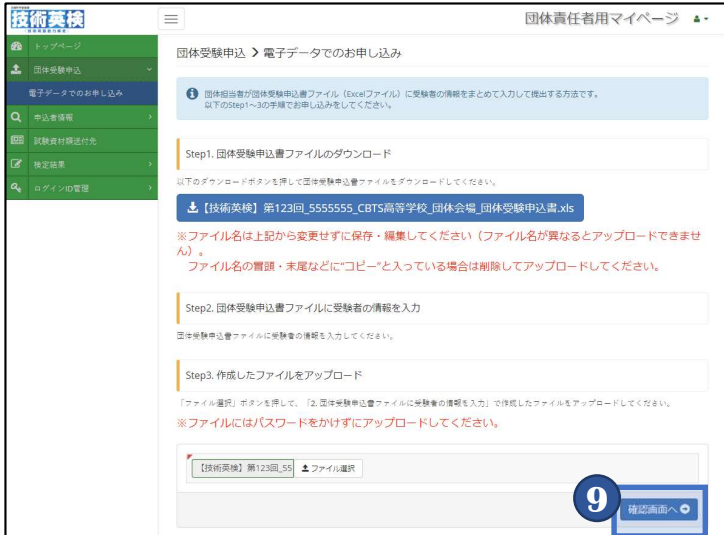 技術英検
団体責任者用マイページ
トップページ
団体受験申込
電子データでのお申し込み
申込者情報
試験資材類送付先
検定結果
ログインID管理
団体受験申込 > 電子データでのお申し込み
団体担当者が団体受験申込書ファイル（Excelファイル）に受験者の情報をまとめて入力して提出する方法です。
以下のStep1～3の手順でお申し込みをしてください。
Step1. 団体受験申込書ファイルのダウンロード
以下のダウンロードボタンを押して団体受験申込書ファイルをダウンロードしてください。
【技術英検】第123回_5555555_CBTS高等学校_団体会場_団体受験申込書.xls
※ファイル名は上記から変更せずに保存・編集してください（ファイル名が異なるとアップロードできませ
ん）。
ファイル名の冒頭・末尾などに“コピー”と入っている場合は削除してアップロードしてください。
Step2. 団体受験申込書ファイルに受験者の情報を入力
団体受験申込書ファイルに受験者の情報を入力してください。
Step3. 作成したファイルをアップロード
「ファイル選択」ボタンを押して、「2. 団体受験申込書ファイルに受験者の情報を入力」で作成したファイルをアップロードしてください。
※ファイルにはパスワードをかけずにアップロードしてください。
【技術英検】第123回_55 ファイル選択
9
確認画面へ